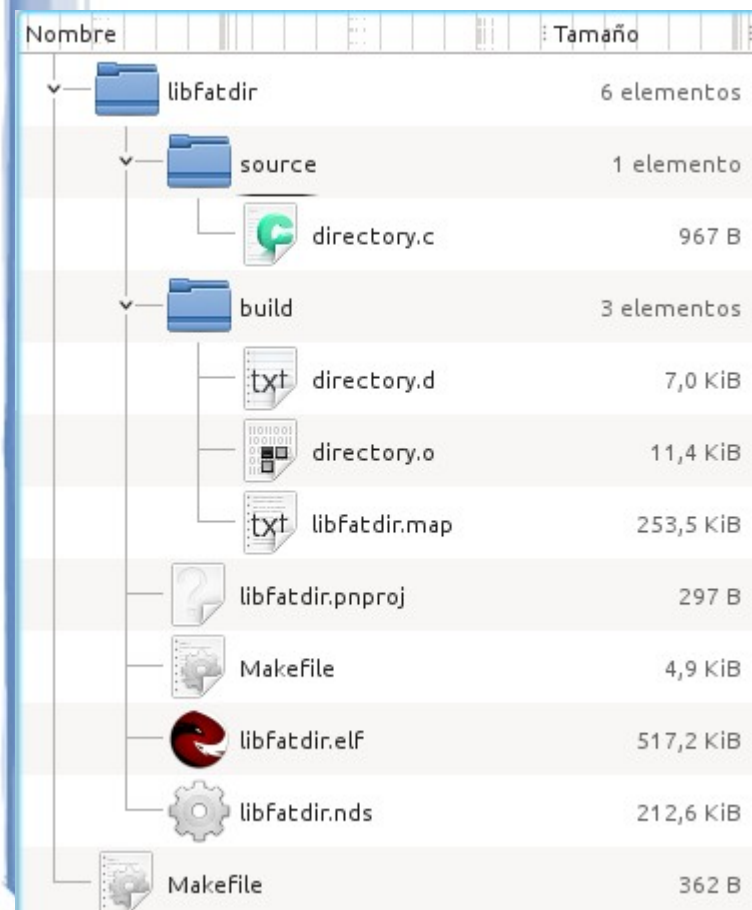 Nombre Tamaño
libfatdir 6 elementos
source 1 elemento
directory.c 967 B
build 3 elementos
txt directory.d 7,0 KiB
directory.o 11,4 KiB
txt libfatdir.map 253,5 KiB
libfatdir.pnproj 297 B
Makefile 4,9 KiB
libfatdir.elf 517,2 KiB
libfatdir.nds 212,6 KiB
Makefile 362 B